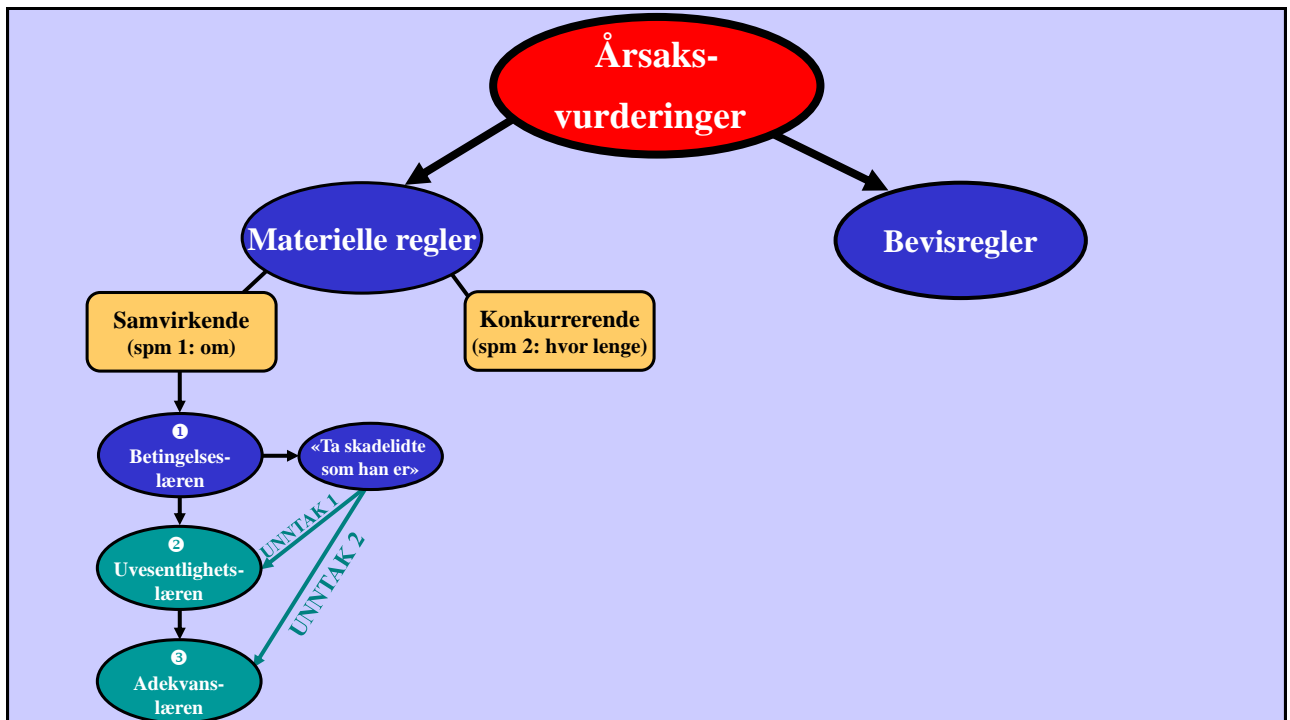 Årsaks-
vurderinger
Materielle regler
Bevisregler
Samvirkende
(spm 1: om)
Konkurrerende
(spm 2: hvor lenge)
❶
Betingelses-
læren
«Ta skadelidte
som han er»
UNNTAK 1
UNNTAK 2
❷
Uvesentlighets-
læren
❸
Adekvans-
læren